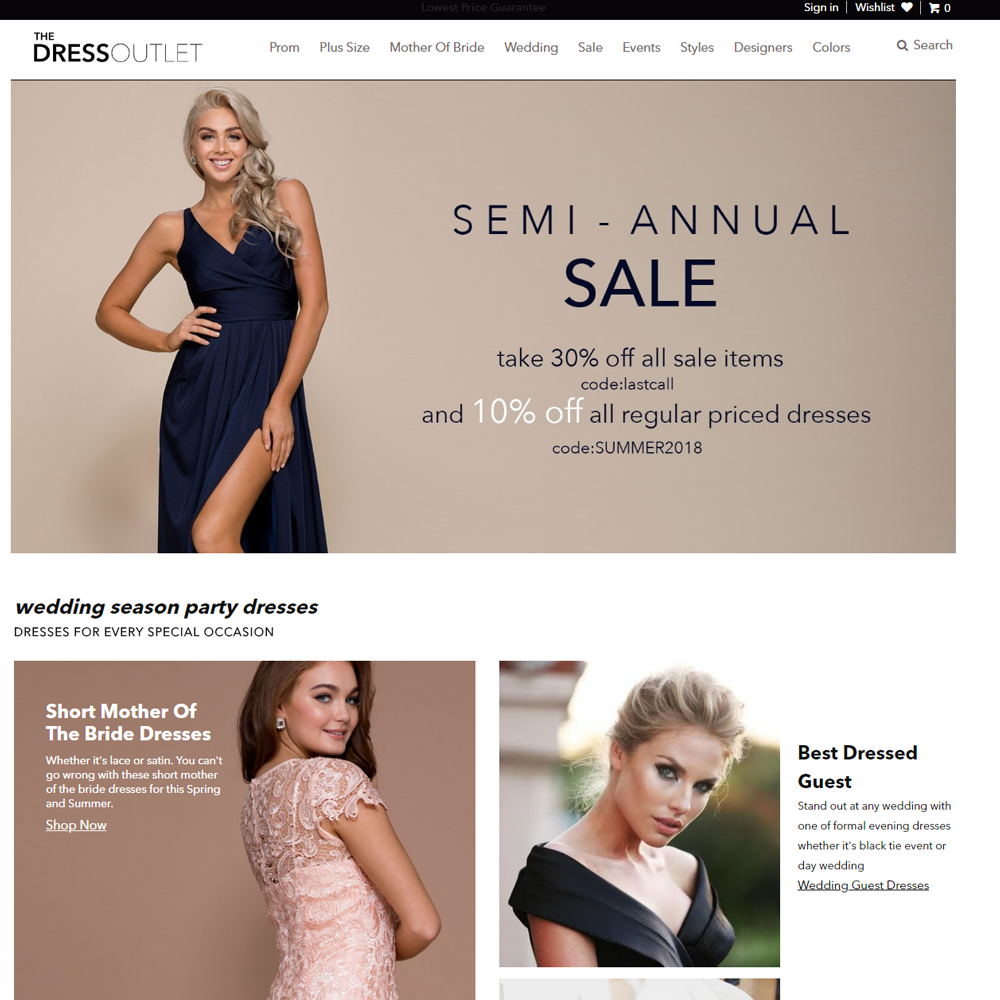 Lowest Price Guarantee
Sign in
Wishlist
0
THE
DRESSOUTLET
Prom
Plus Size
Mother Of Bride
Wedding
Sale
Events
Styles
Designers
Colors
Search
SEMI - ANNUAL
SALE
take 30% off all sale items
code:lastcall
and 10% off all regular priced dresses
code:SUMMER2018
wedding season party dresses
DRESSES FOR EVERY SPECIAL OCCASION
Short Mother Of
The Bride Dresses
Whether it's lace or satin. You can't
go wrong with these short mother
of the bride dresses for this Spring
and Summer.
Shop Now
Best Dressed
Guest
Stand out at any wedding with
one of formal evening dresses
whether it's black tie event or
day wedding
Wedding Guest Dresses